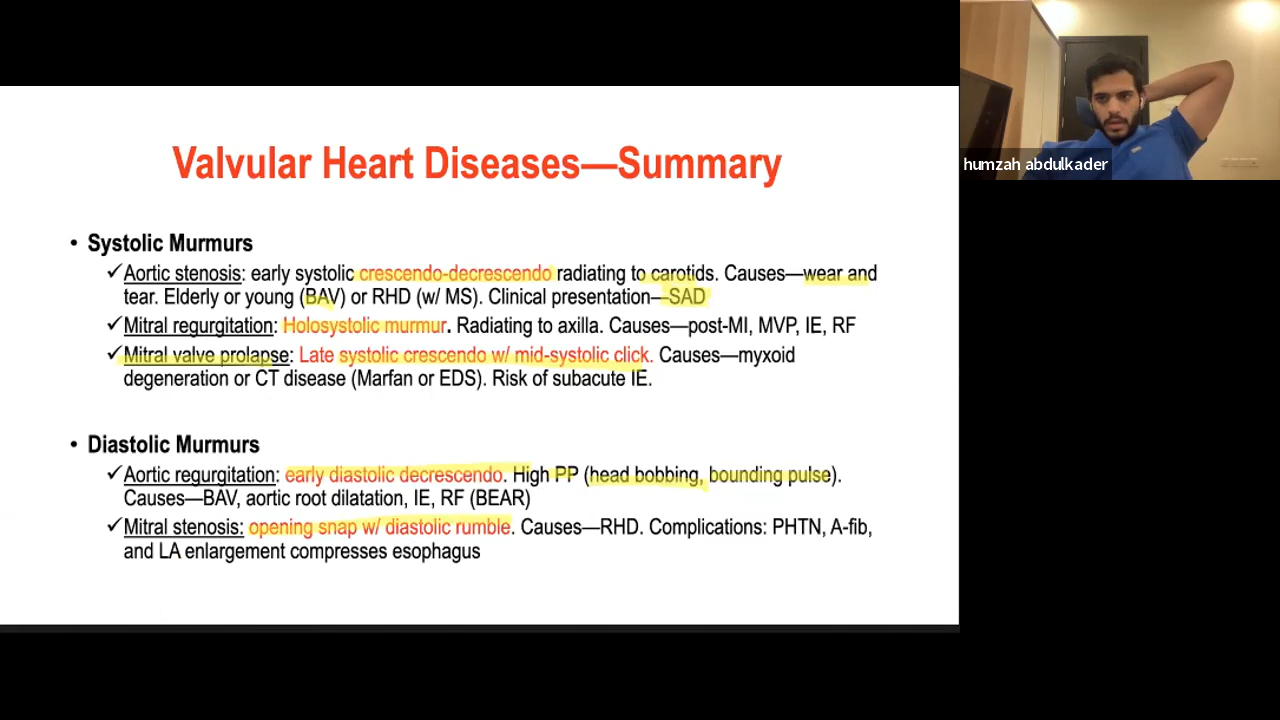 Valvular Heart Diseases—Summary
• Systolic Murmurs
✓Aortic stenosis: early systolic crescendo-decrescendo radiating to carotids. Causes—wear and
tear. Elderly or young (BAV) or RHD (w/ MS). Clinical presentation—SAD
✓Mitral regurgitation: Holosystolic murmur. Radiating to axilla. Causes—post-MI, MVP, IE, RF
✓Mitral valve prolapse: Late systolic crescendo w/ mid-systolic click. Causes—myxoid
degeneration or CT disease (Marfan or EDS). Risk of subacute IE.
• Diastolic Murmurs
✓Aortic regurgitation: early diastolic decrescendo. High PP (head bobbing, bounding pulse).
Causes—BAV, aortic root dilatation, IE, RF (BEAR)
✓Mitral stenosis: opening snap w/ diastolic rumble. Causes—RHD. Complications: PHTN, A-fib,
and LA enlargement compresses esophagus
humzah abdulkader